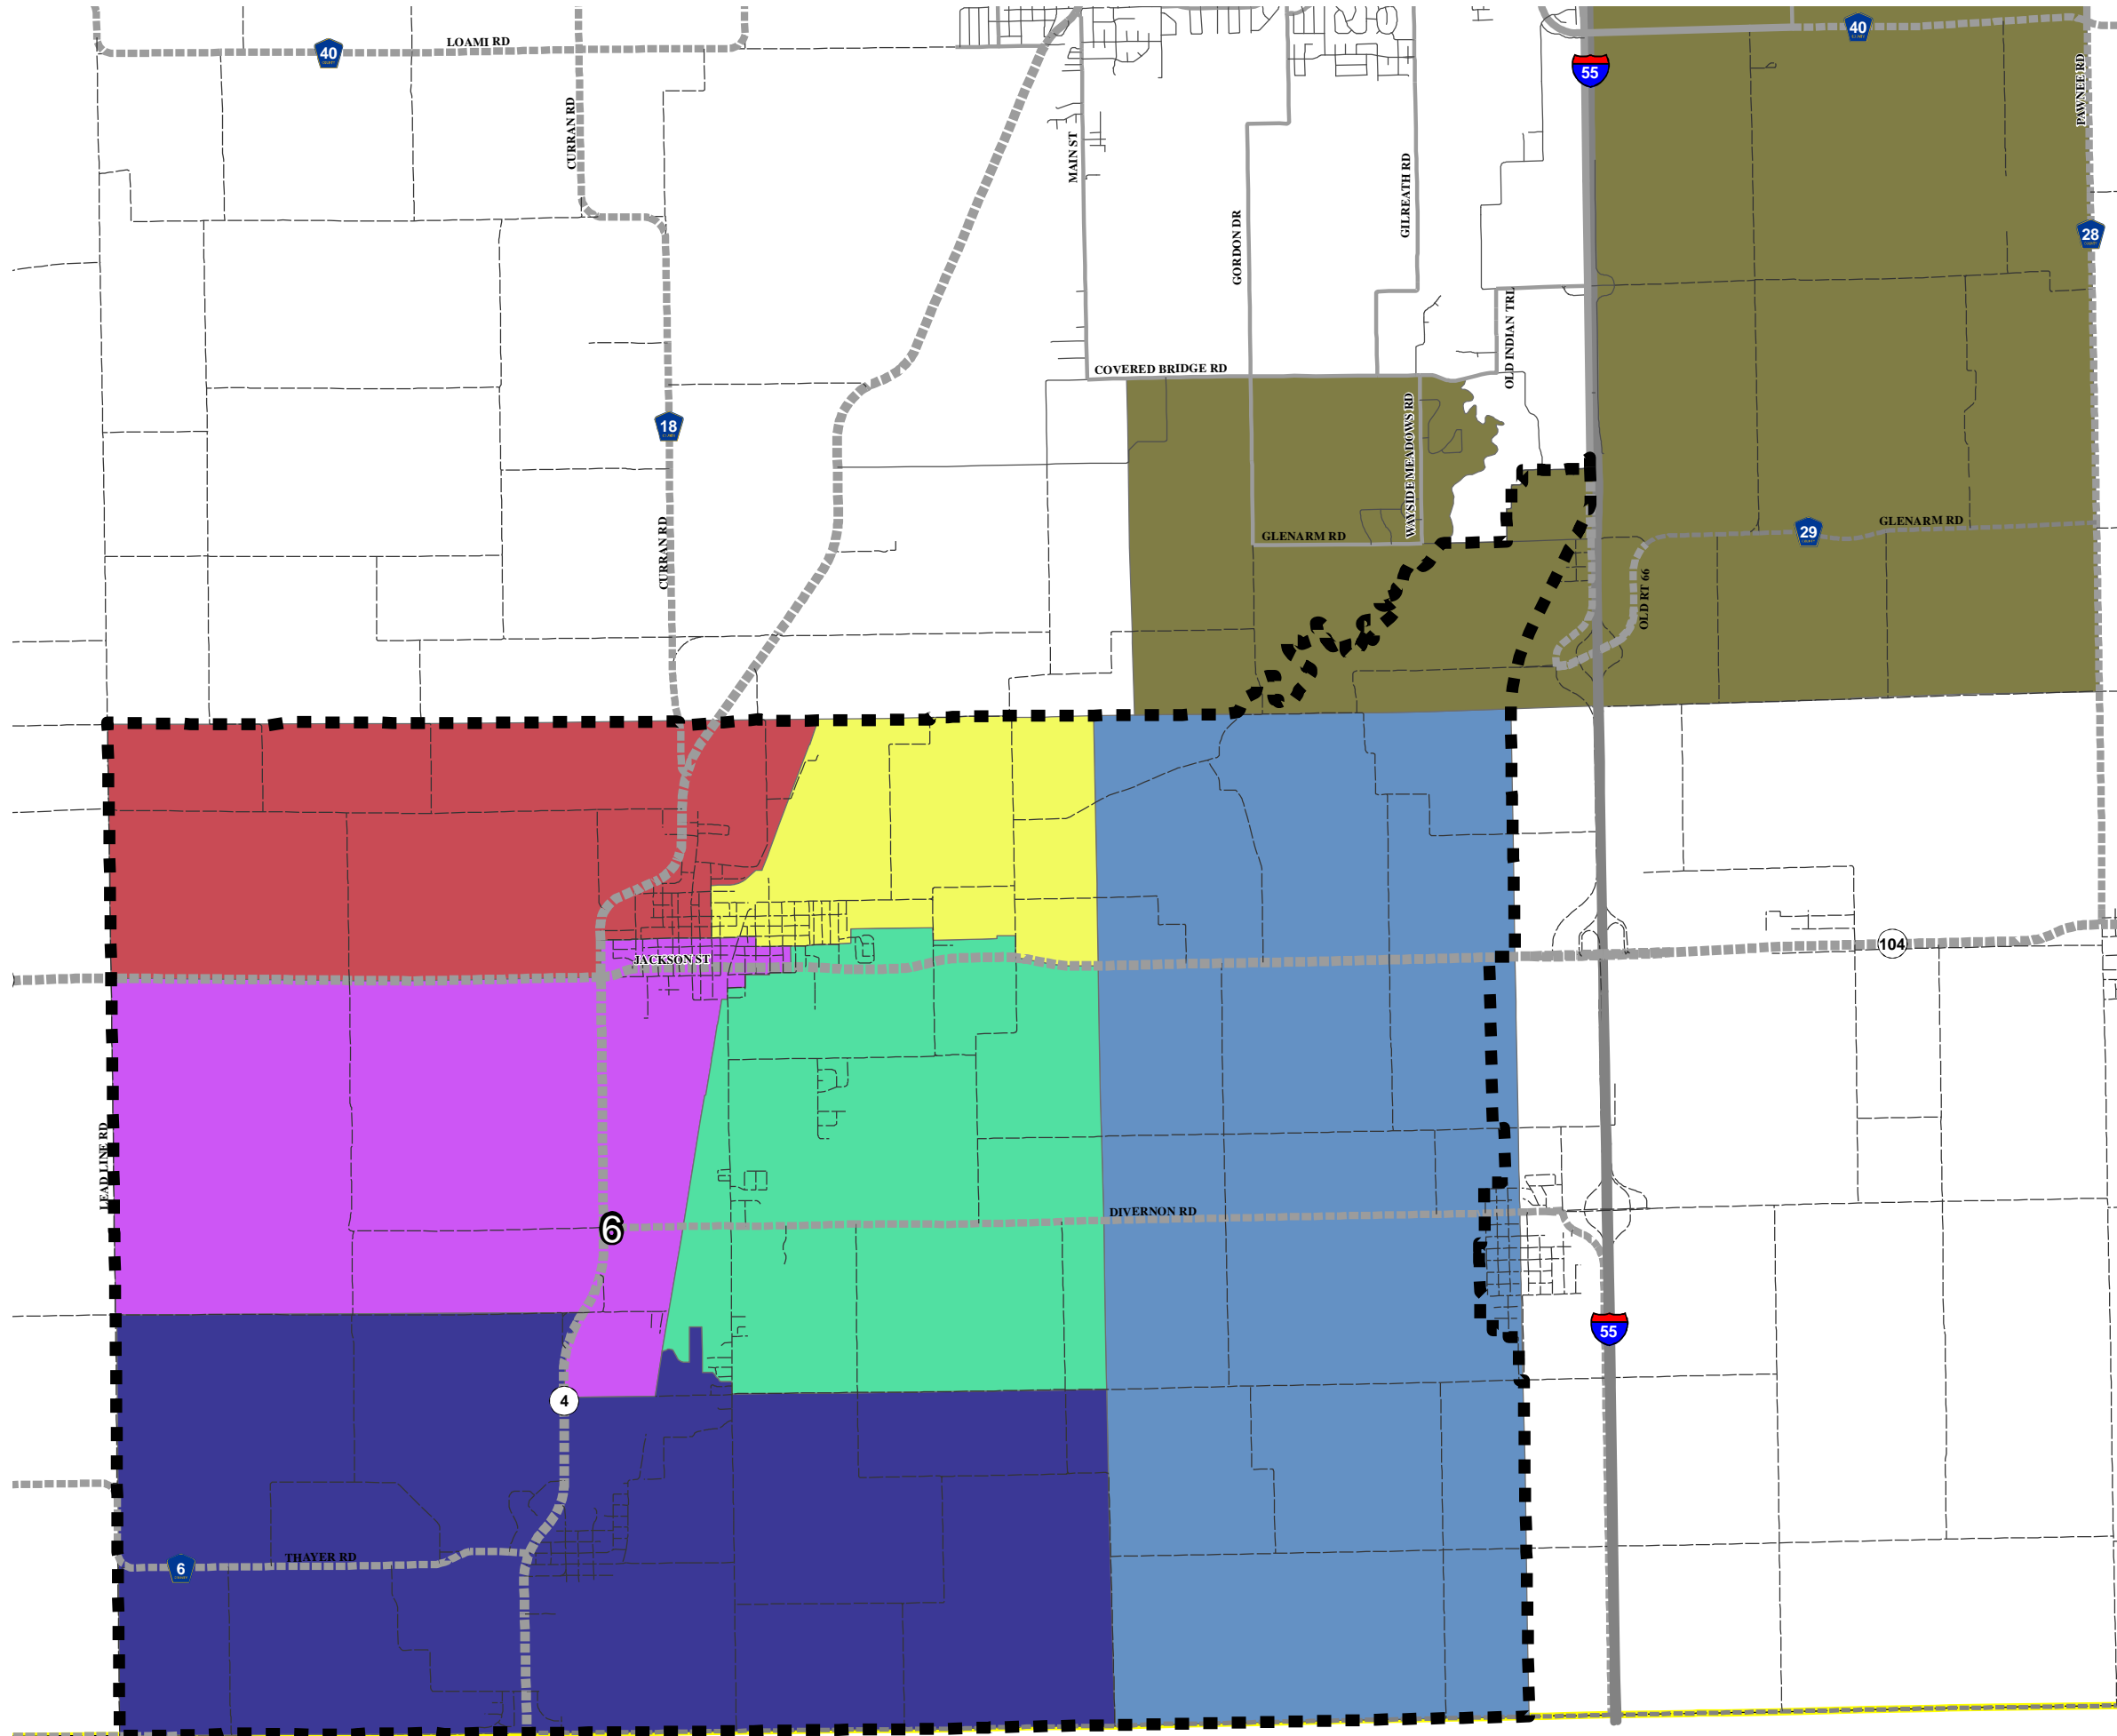 LOAMI RD
40
40
55
PAWNEE RD
CURRAN RD
MAIN ST
GILREATH RD
GORDON DR
28
OLD INDIAN TRL
COVERED BRIDGE RD
18
WAYSIDE MEADOWS RD
GLENARM RD
29
GLENARM RD
CURRAN RD
OLD RT 66
104
JACKSON ST
LEAD LINE RD
DIVERNON RD
6
55
4
THAYER RD
6